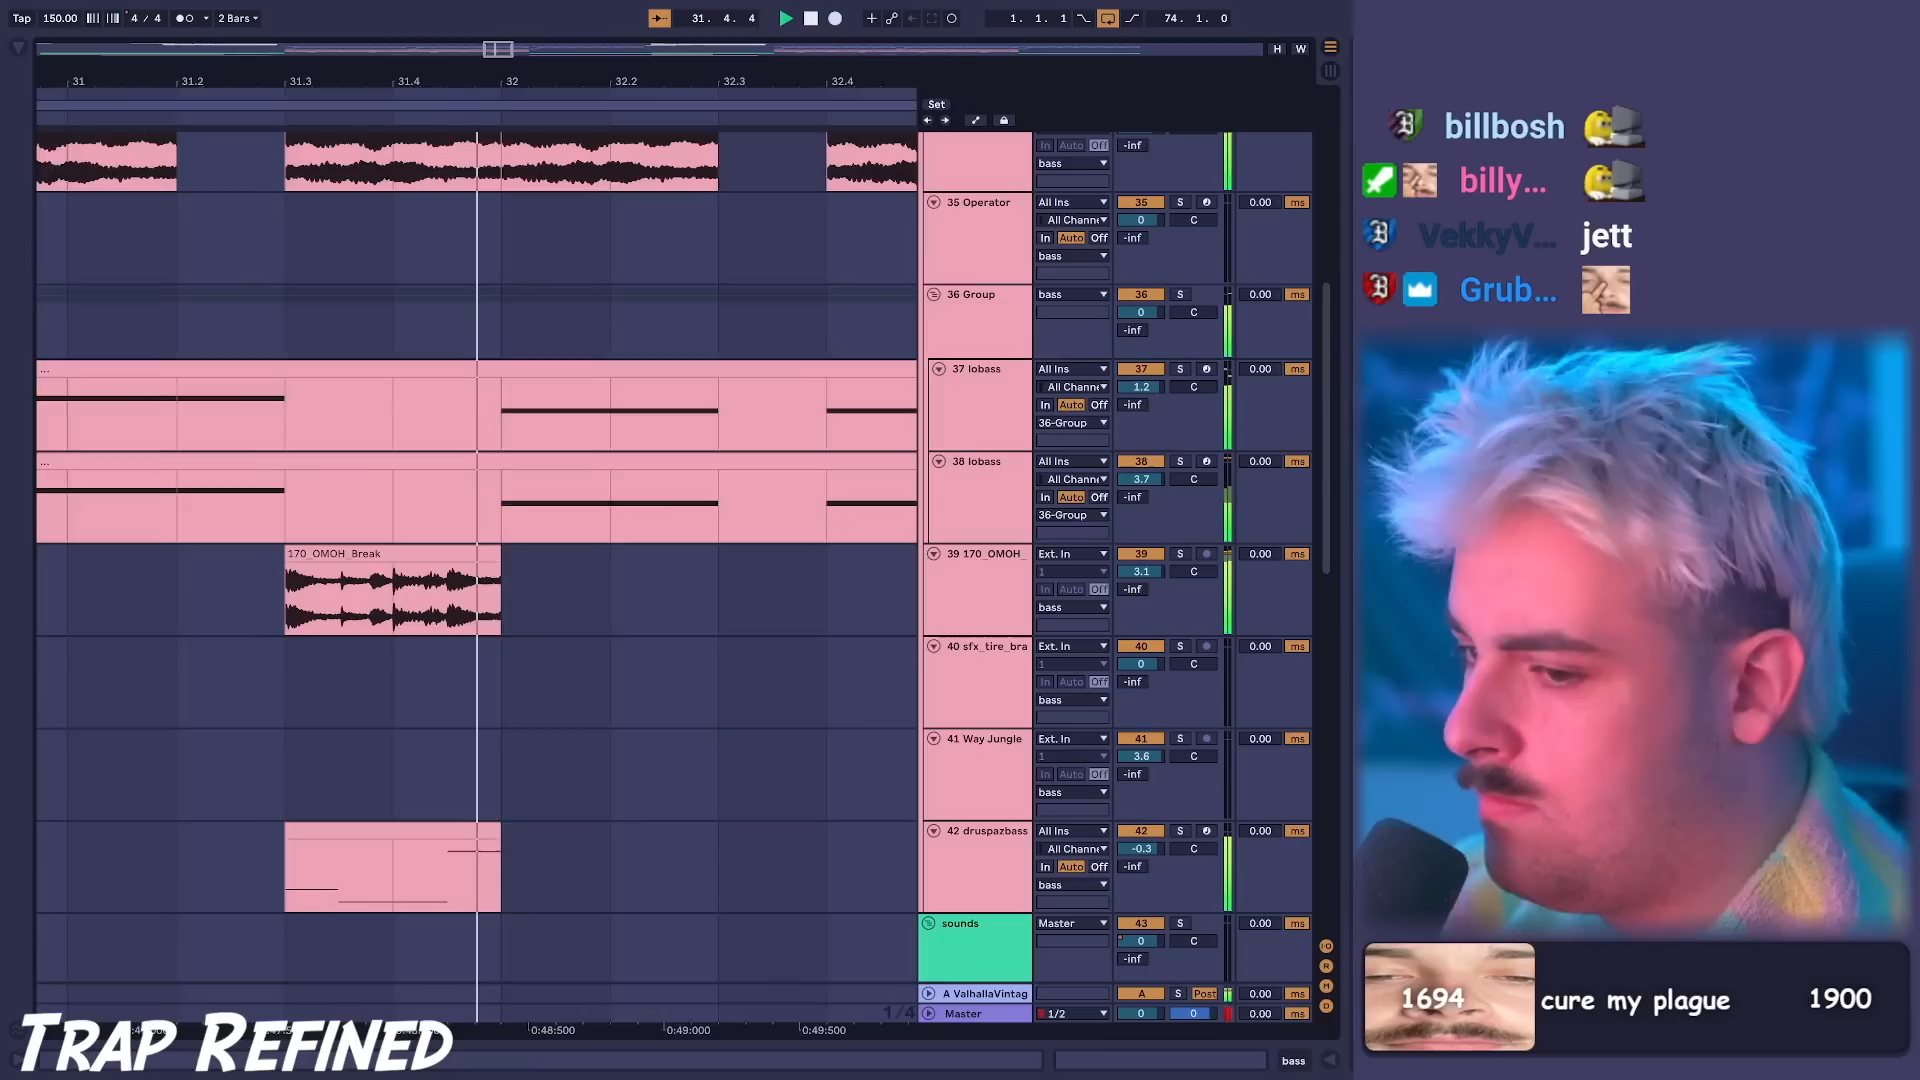 Tap 150.00 4 / 4 2 Bars 31. 4. 4 1. 1. 1 74. 1. 0
H W
31 31.2 31.3 31.4 32 32.2 32.3 32.4
Set
In Auto Off -inf
bass
35 Operator All Ins 35 S 0.00 ms
All Channe 0 C
In Auto Off -inf
bass
36 Group bass 36 S 0.00 ms
0 C
-inf
... 37 lobass All Ins 37 S 0.00 ms
All Channe 1.2 C
In Auto Off -inf
36-Group
... 38 lobass All Ins 38 S 0.00 ms
All Channe 3.7 C
In Auto Off -inf
36-Group
170_OMOH_Break 39 170_OMOH_ Ext. In 39 S 0.00 ms
1 3.1 C
In Auto Off -inf
bass
40 sfx_tire_bra Ext. In 40 S 0.00 ms
1 0 C
In Auto Off -inf
bass
41 Way Jungle Ext. In 41 S 0.00 ms
1 3.6 C
In Auto Off -inf
bass
42 druspazbass All Ins 42 S 0.00 ms
All Channe -0.3 C
In Auto Off -inf
bass
sounds Master 43 S 0.00 ms
0 C
-inf
A ValhallaVintag A S Post 0.00 ms
1/4 Master 1/2 0 0 0.00 ms
0:48:500 0:49:000 0:49:500
bass
TRAP REFINED
billbosh
billy...
VekkyV... jett
Grub...
1694 cure my plague 1900